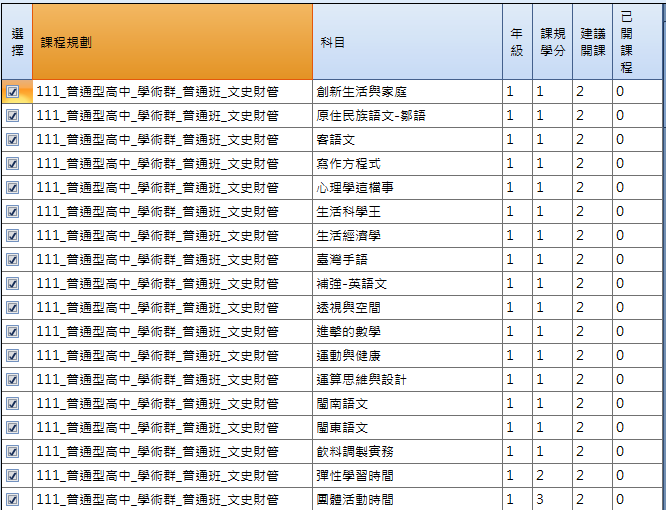 選擇 課程規劃 科目 年級 課規學分 建議開課 已開課程
111_普通型高中_學術群_普通班_文史財管 創新生活與家庭 1 1 2 0
111_普通型高中_學術群_普通班_文史財管 原住民族語文-鄒語 1 1 2 0
111_普通型高中_學術群_普通班_文史財管 客語文 1 1 2 0
111_普通型高中_學術群_普通班_文史財管 寫作方程式 1 1 2 0
111_普通型高中_學術群_普通班_文史財管 心理學這檔事 1 1 2 0
111_普通型高中_學術群_普通班_文史財管 生活科學王 1 1 2 0
111_普通型高中_學術群_普通班_文史財管 生活經濟學 1 1 2 0
111_普通型高中_學術群_普通班_文史財管 臺灣手語 1 1 2 0
111_普通型高中_學術群_普通班_文史財管 補強-英語文 1 1 2 0
111_普通型高中_學術群_普通班_文史財管 透視與空間 1 1 2 0
111_普通型高中_學術群_普通班_文史財管 進擊的數學 1 1 2 0
111_普通型高中_學術群_普通班_文史財管 運動與健康 1 1 2 0
111_普通型高中_學術群_普通班_文史財管 運算思維與設計 1 1 2 0
111_普通型高中_學術群_普通班_文史財管 閩南語文 1 1 2 0
111_普通型高中_學術群_普通班_文史財管 閩東語文 1 1 2 0
111_普通型高中_學術群_普通班_文史財管 飲料調製實務 1 1 2 0
111_普通型高中_學術群_普通班_文史財管 彈性學習時間 1 2 2 0
111_普通型高中_學術群_普通班_文史財管 團體活動時間 1 3 2 0